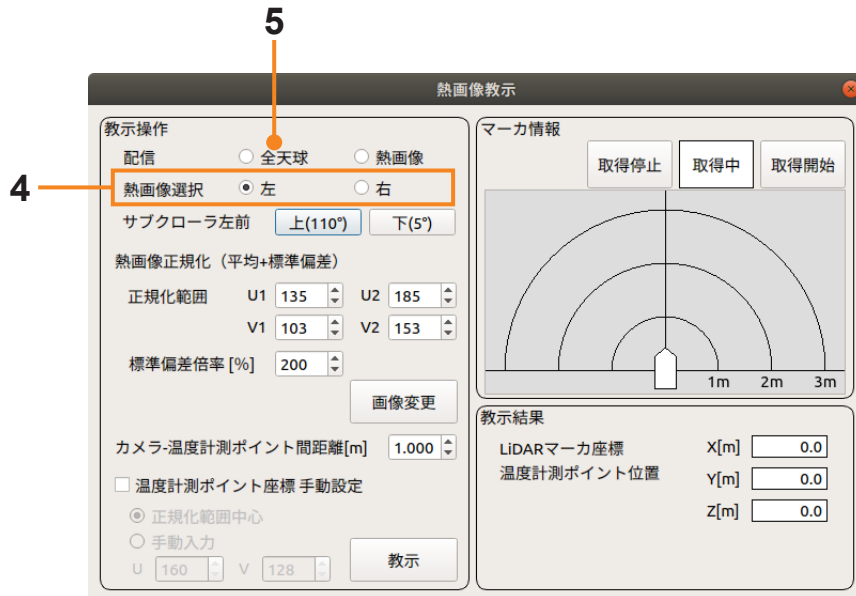 5
熱画像教示
教示操作
配信 全天球 熱画像
4
熱画像選択 左 右
サブクローラ左前 上(110°) 下(5°)
熱画像正規化（平均+標準偏差）
正規化範囲 U1 135 U2 185
V1 103 V2 153
標準偏差倍率 [%] 200
画像変更
カメラ-温度計測ポイント間距離[m] 1.000
温度計測ポイント座標 手動設定
正規化範囲中心
手動入力
U 160 V 128
教示
マーカ情報
取得停止 取得中 取得開始
1m 2m 3m
教示結果
LiDARマーカ座標 X[m] 0.0
温度計測ポイント位置 Y[m] 0.0
Z[m] 0.0